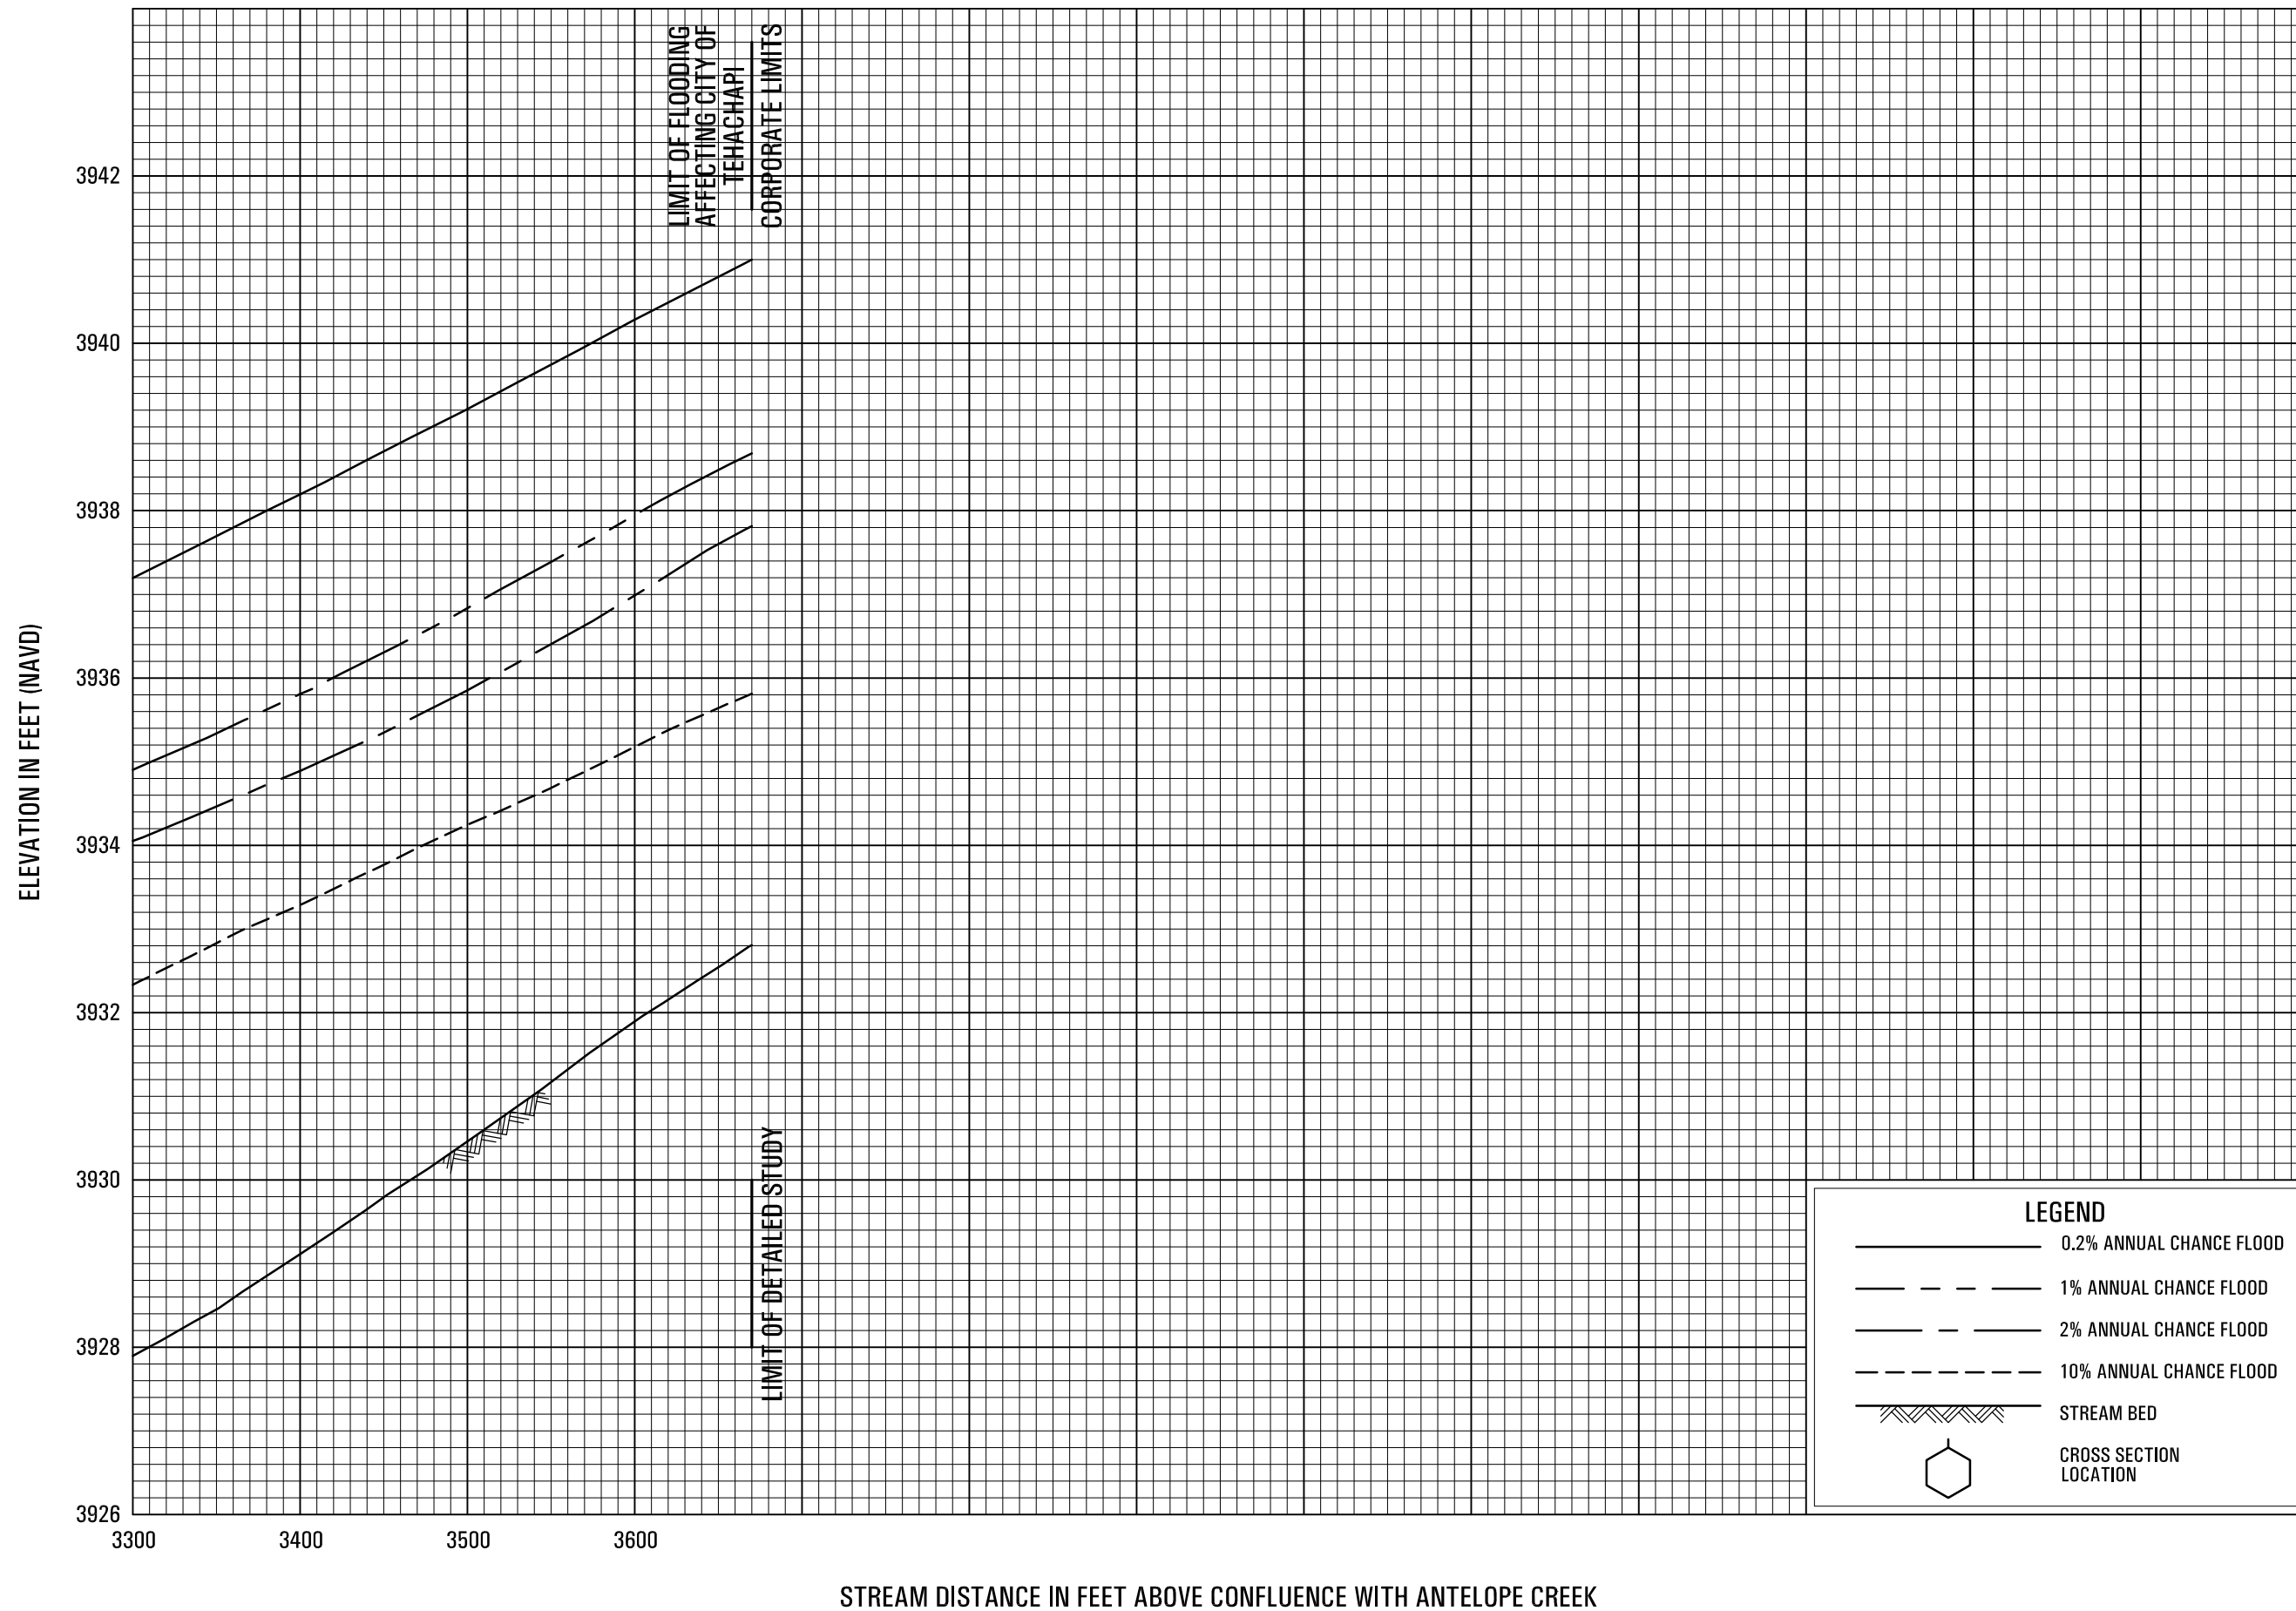 LIMIT OF FLOODING
AFFECTING CITY OF
TEHACHAPI
CORPORATE LIMITS
3942
3940
3938
3936
3934
3932
3930
3928
3926
ELEVATION IN FEET (NAVD)
LIMIT OF DETAILED STUDY
LEGEND
0.2% ANNUAL CHANCE FLOOD
1% ANNUAL CHANCE FLOOD
2% ANNUAL CHANCE FLOOD
10% ANNUAL CHANCE FLOOD
STREAM BED
CROSS SECTION
LOCATION
3300 3400 3500 3600
STREAM DISTANCE IN FEET ABOVE CONFLUENCE WITH ANTELOPE CREEK